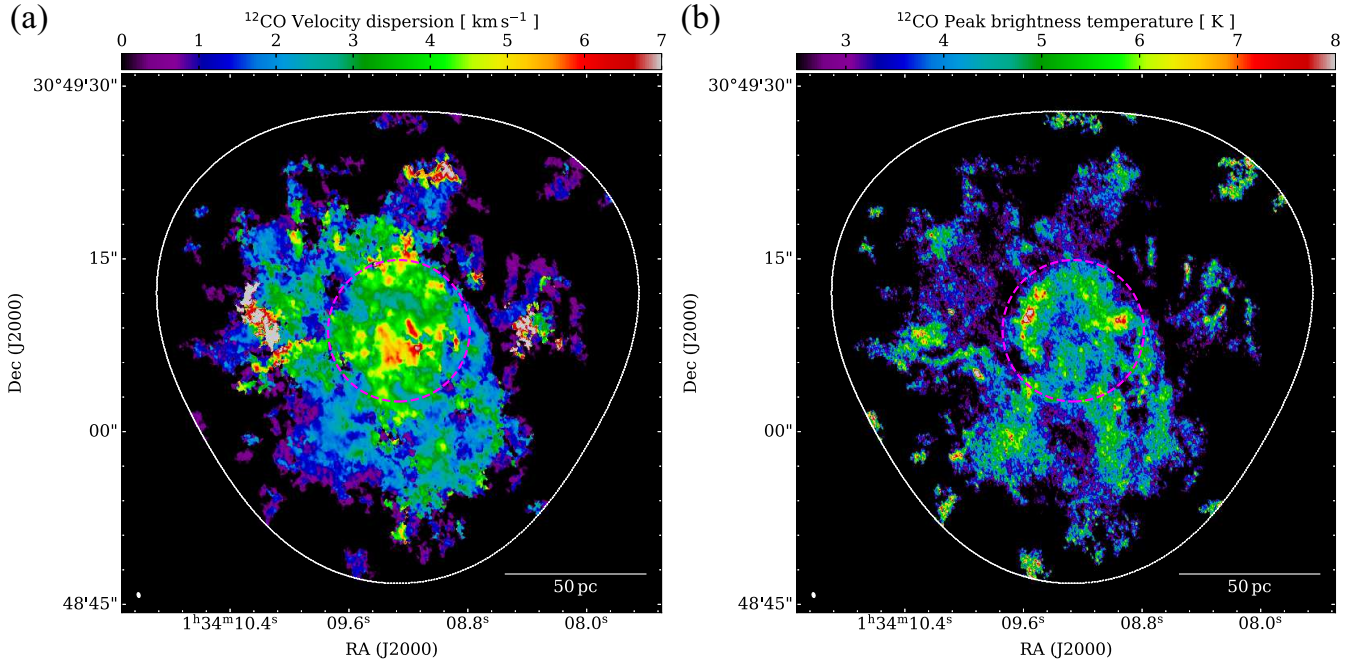 (a)
¹²CO Velocity dispersion [ km s⁻¹ ]
0 1 2 3 4 5 6 7
30°49'30"
15"
00"
48'45"
Dec (J2000)
50 pc
1ʰ34ᵐ10.4ˢ 09.6ˢ 08.8ˢ 08.0ˢ
RA (J2000)
(b)
¹²CO Peak brightness temperature [ K ]
3 4 5 6 7 8
30°49'30"
15"
00"
48'45"
Dec (J2000)
50 pc
1ʰ34ᵐ10.4ˢ 09.6ˢ 08.8ˢ 08.0ˢ
RA (J2000)